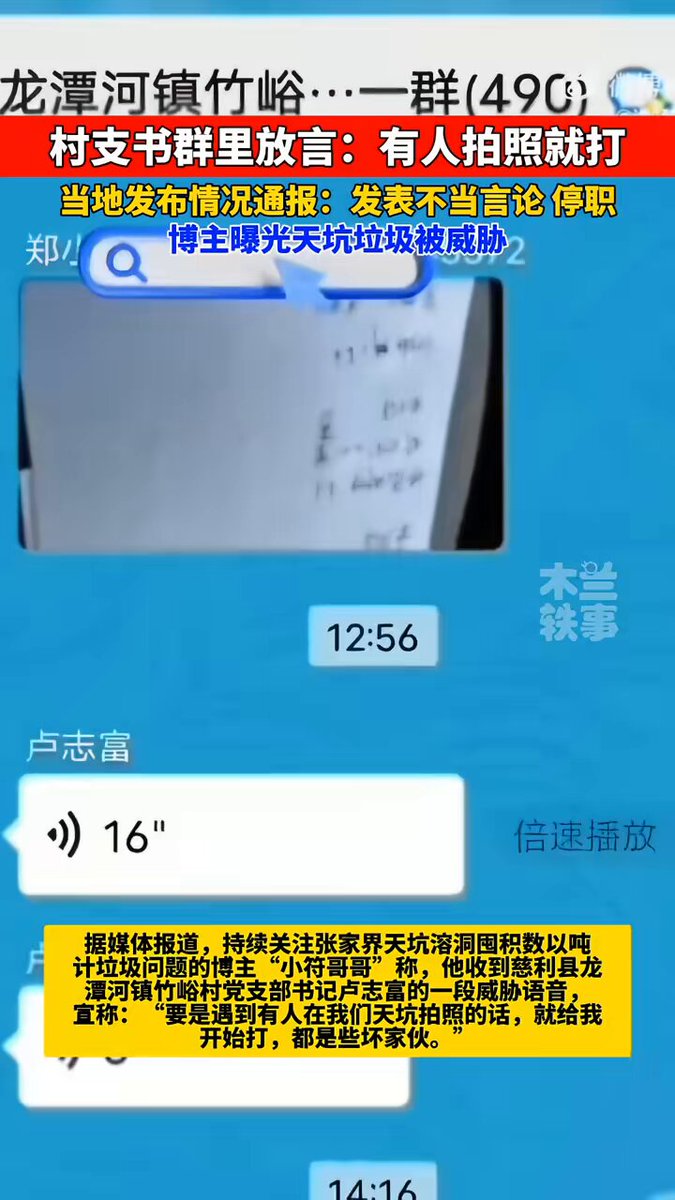 龙潭河镇竹峪…一群(490)
村支书群里放言：有人拍照就打
当地发布情况通报：发表不当言论 停职
博主曝光天坑垃圾被威胁
郑小
木兰
轶事
12:56
卢志富
16"
倍速播放
据媒体报道，持续关注张家界天坑溶洞囤积数以吨
计垃圾问题的博主“小符哥哥”称，他收到慈利县龙
潭河镇竹峪村党支部书记卢志富的一段威胁语音，
宣称：“要是遇到有人在我们天坑拍照的话，就给我
开始打，都是些坏家伙。”
14:16